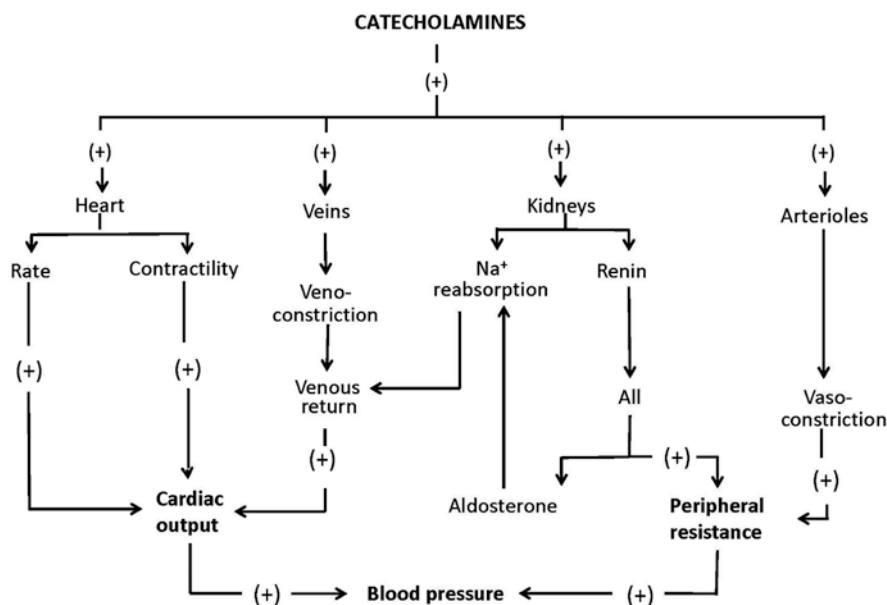 CATECHOLAMINES
(+)
(+) (+) (+) (+)
Heart Veins Kidneys Arterioles
Rate Contractility Na⁺ Renin
reabsorption
Veno-
constriction
(+) (+) Venous All Vaso-
return constriction
(+) (+) (+)
Cardiac Aldosterone Peripheral
output resistance
(+) Blood pressure (+)